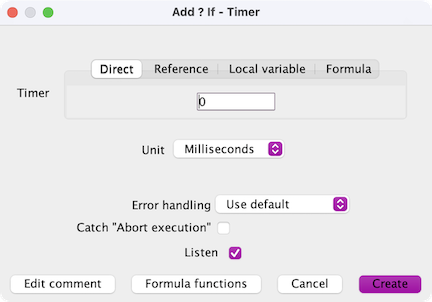 Add ? If - Timer
Direct Reference Local variable Formula
Timer
0
Unit Milliseconds
Error handling Use default
Catch "Abort execution"
Listen
Edit comment Formula functions Cancel Create